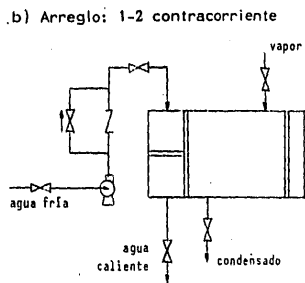 b) Arreglo: 1-2 contracorriente
vapor
agua fría
agua
caliente
condensado